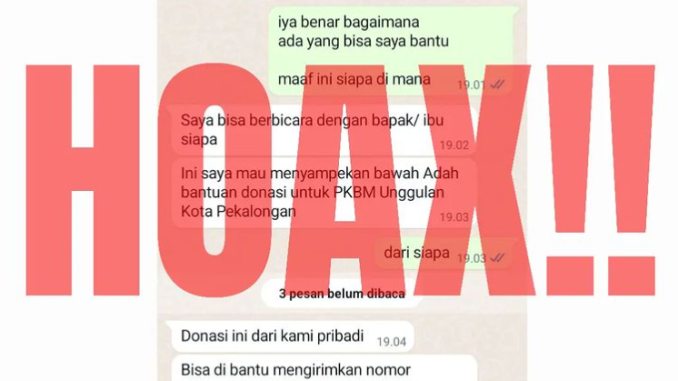 iya benar bagaimana
ada yang bisa saya bantu
maaf ini siapa di mana 19.01
Saya bisa berbicara dengan bapak/ ibu
siapa
19.02
Ini saya mau menyampekan bawah Adah
bantuan donasi untuk PKBM Unggulan
Kota Pekalongan
19.03
dari siapa 19.03
3 pesan belum dibaca
Donasi ini dari kami pribadi 19.04
Bisa di bantu mengirimkan nomor
HOAX!!